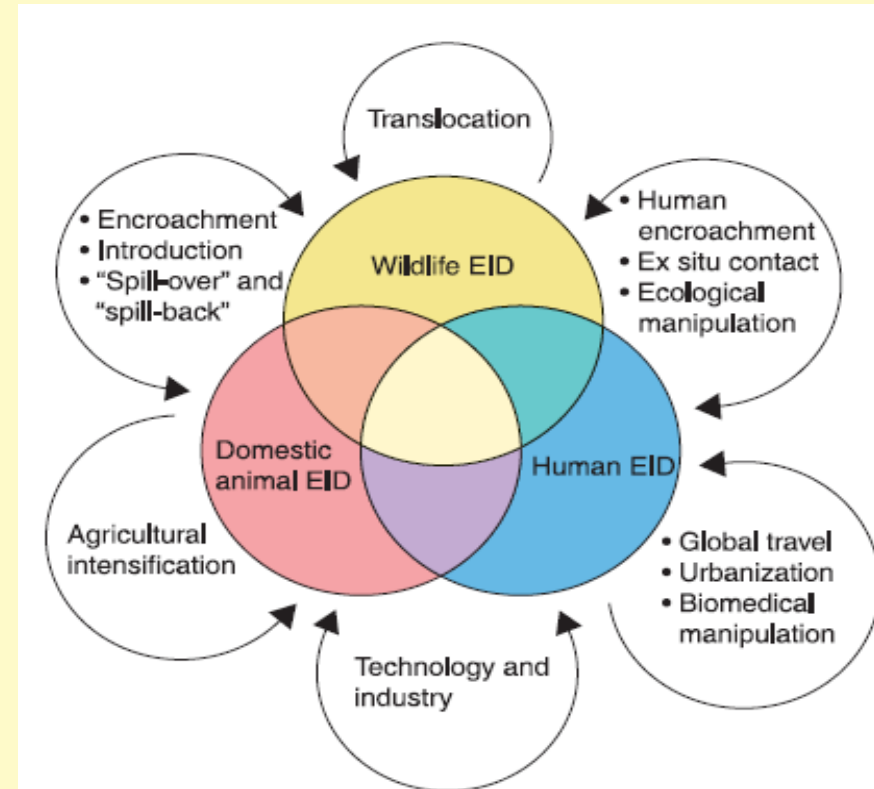 Translocation
• Encroachment
• Introduction
• “Spill-over” and
“spill-back”
Wildlife EID
• Human
encroachment
• Ex situ contact
• Ecological
manipulation
Domestic
animal EID
Human EID
Agricultural
intensification
• Global travel
• Urbanization
• Biomedical
manipulation
Technology and
industry